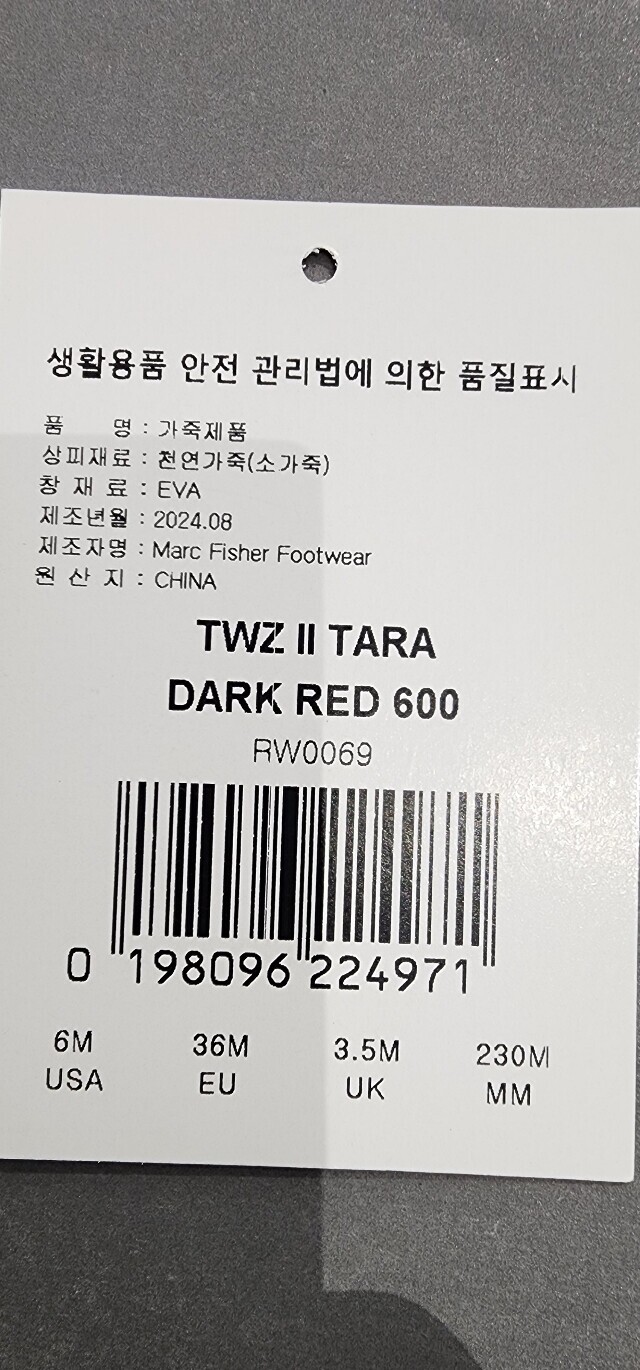 생활용품 안전 관리법에 의한 품질표시
품 명 : 가죽제품
상피재료 : 천연가죽(소가죽)
창 재 료 : EVA
제조년월 : 2024.08
제조자명 : Marc Fisher Footwear
원 산 지 : CHINA
TWZ II TARA
DARK RED 600
RW0069
0 198096 224971
6M 36M 3.5M 230M
USA EU UK MM